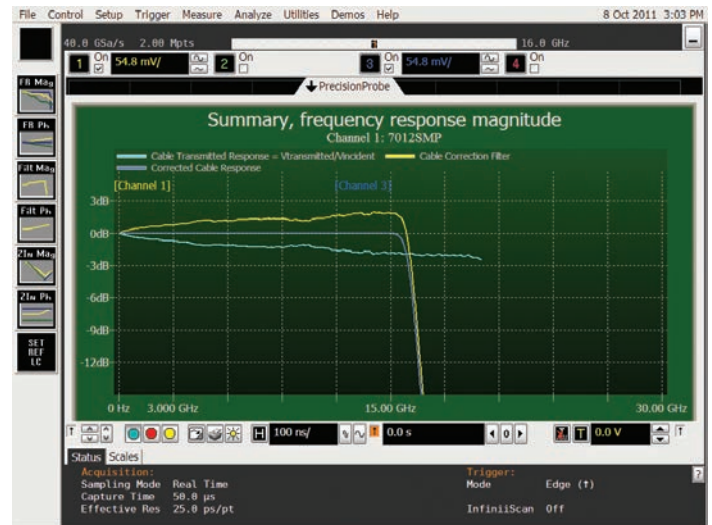 File Control Setup Trigger Measure Analyze Utilities Demos Help 8 Oct 2011 3:03 PM
40.0 GSa/s 2.00 Mpts 16.0 GHz
1 On 54.8 mV/ 2 On 3 On 54.8 mV/ 4 On
PrecisionProbe
FR Mag
FR Ph
Filt Mag
Filt Ph
ZIn Mag
ZIn Ph
SET
REF
LC
Summary, frequency response magnitude
Channel 1: 7012SMP
Cable Transmitted Response = Vtransmitted/Vincident Cable Correction Filter
Corrected Cable Response
[Channel 1] [Channel 3]
3dB
0dB
-3dB
-6dB
-9dB
-12dB
0 Hz 3.000 GHz 15.00 GHz 30.00 GHz
H 100 ns/ 0.0 s 0 T 0.0 V
Status Scales
Acquisition: Trigger:
Sampling Mode Real Time Mode Edge (↑)
Capture Time 50.0 µs
Effective Res 25.0 ps/pt InfiniiScan Off
?